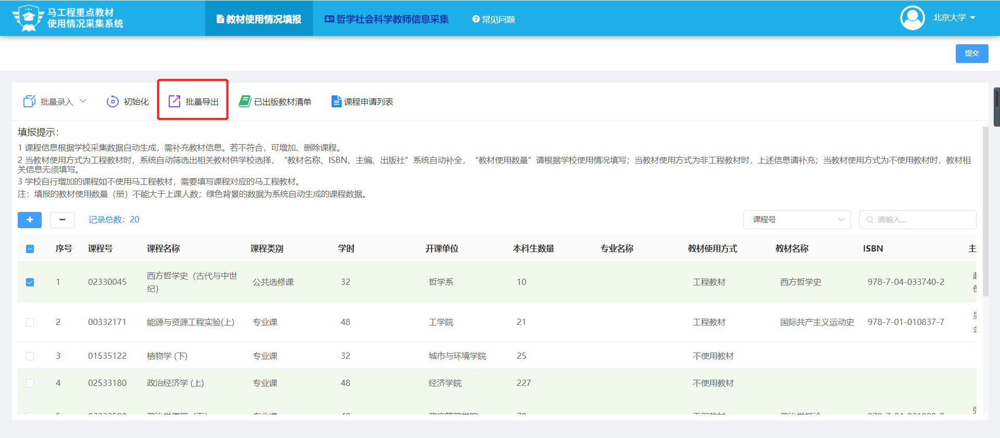 马工程重点教材
使用情况采集系统
教材使用情况填报
哲学社会科学教师信息采集
常见问题
北京大学
提交
批量录入
初始化
批量导出
已出版教材清单
课程申请列表
填报提示：
1 课程信息根据学校采集数据自动生成，需补充教材信息。若不符合，可增加、删除课程。
2 当教材使用方式为工程教材时，系统自动筛选出相关教材供学校选择，“教材名称、ISBN、主编、出版社”系统自动补全，“教材使用数量”请根据学校使用情况填写；当教材使用方式为非工程教材时，上述信息请补充；当教材使用方式为不使用教材时，教材相
关信息无须填写。
3 学校自行增加的课程如不使用马工程教材，需要填写课程对应的马工程教材。
注：填报的教材使用数量（册）不能大于上课人数；绿色背景的数据为系统自动生成的课程数据。
记录总数：20
课程号
请输入...
序号 课程号 课程名称 课程类别 学时 开课单位 本科生数量 专业名称 教材使用方式 教材名称 ISBN 主
1 02330045 西方哲学史（古代与中世
纪） 公共选修课 32 哲学系 10 工程教材 西方哲学史 978-7-04-033740-2
2 00332171 能源与资源工程实验(上) 专业课 48 工学院 21 工程教材 国际共产主义运动史 978-7-01-010837-7
3 01535122 植物学 (下) 专业课 32 城市与环境学院 25 不使用教材
4 02533180 政治经济学 (上) 专业课 48 经济学院 227 不使用教材